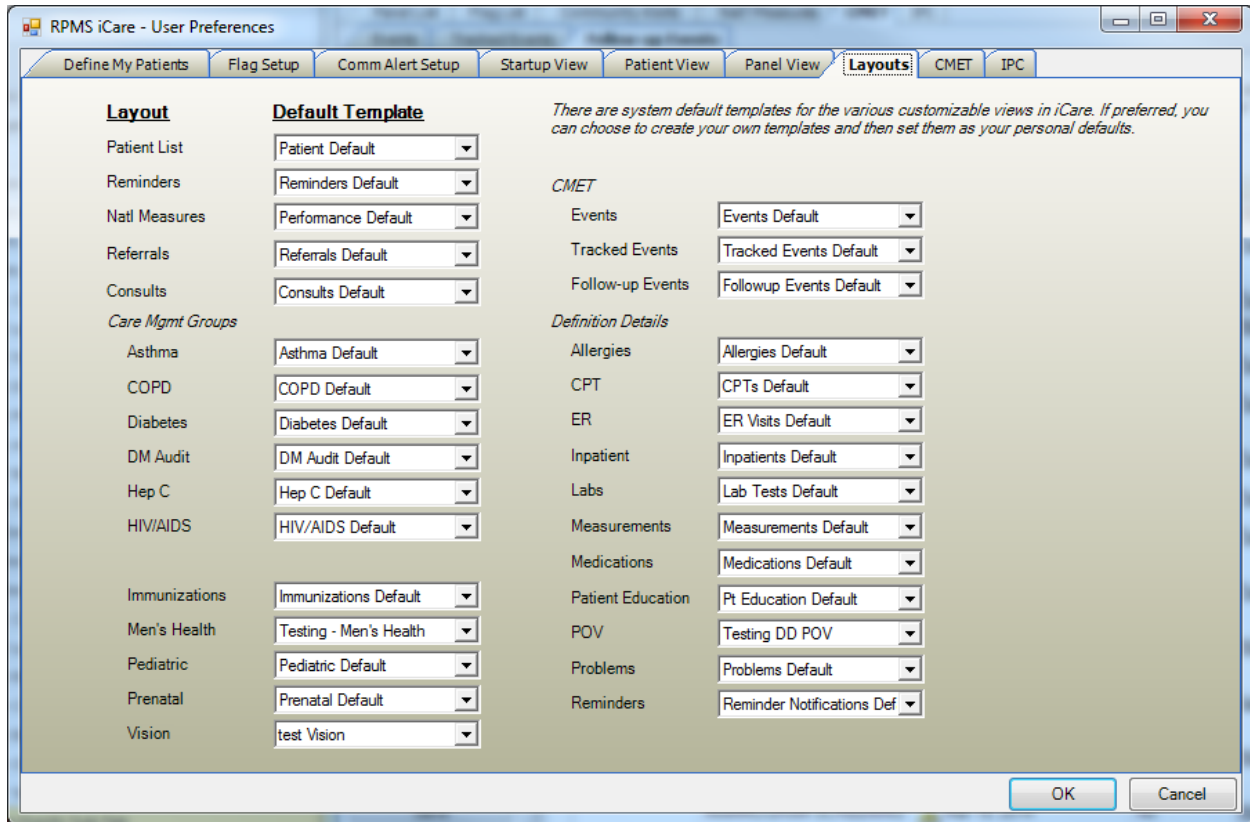 RPMS iCare - User Preferences
Define My Patients Flag Setup Comm Alert Setup Startup View Patient View Panel View Layouts CMET IPC
Layout Default Template
Patient List Patient Default
Reminders Reminders Default
Natl Measures Performance Default
Referrals Referrals Default
Consults Consults Default
Care Mgmt Groups
Asthma Asthma Default
COPD COPD Default
Diabetes Diabetes Default
DM Audit DM Audit Default
Hep C Hep C Default
HIV/AIDS HIV/AIDS Default
Immunizations Immunizations Default
Men's Health Testing - Men's Health
Pediatric Pediatric Default
Prenatal Prenatal Default
Vision test Vision
There are system default templates for the various customizable views in iCare. If preferred, you
can choose to create your own templates and then set them as your personal defaults.
CMET
Events Events Default
Tracked Events Tracked Events Default
Follow-up Events Followup Events Default
Definition Details
Allergies Allergies Default
CPT CPTs Default
ER ER Visits Default
Inpatient Inpatients Default
Labs Lab Tests Default
Measurements Measurements Default
Medications Medications Default
Patient Education Pt Education Default
POV Testing DD POV
Problems Problems Default
Reminders Reminder Notifications Def
OK Cancel